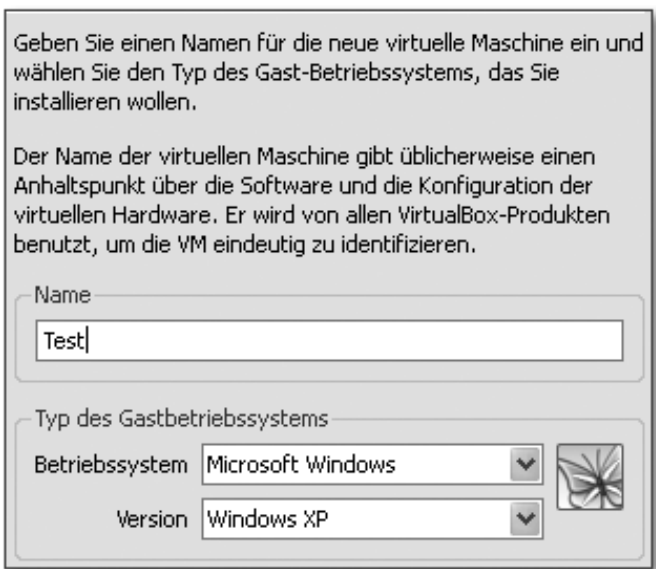 Geben Sie einen Namen für die neue virtuelle Maschine ein und
wählen Sie den Typ des Gast-Betriebssystems, das Sie
installieren wollen.
Der Name der virtuellen Maschine gibt üblicherweise einen
Anhaltspunkt über die Software und die Konfiguration der
virtuellen Hardware. Er wird von allen VirtualBox-Produkten
benutzt, um die VM eindeutig zu identifizieren.
Name
Test
Typ des Gastbetriebssystems
Betriebssystem Microsoft Windows
Version Windows XP